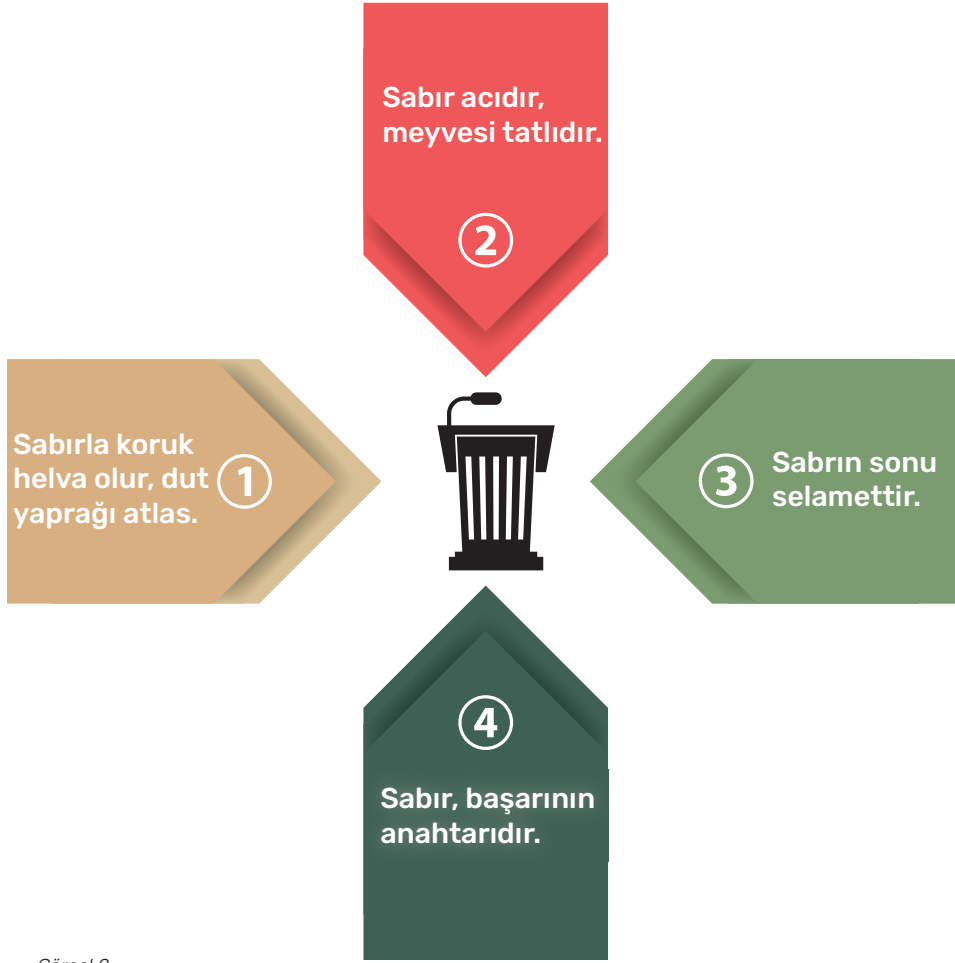 Sabır acıdır,
meyvesi tatlıdır.
2
Sabırla koruk
helva olur, dut
yaprağı atlas.
1
3
Sabrın sonu
selamettir.
4
Sabır, başarının
anahtarıdır.